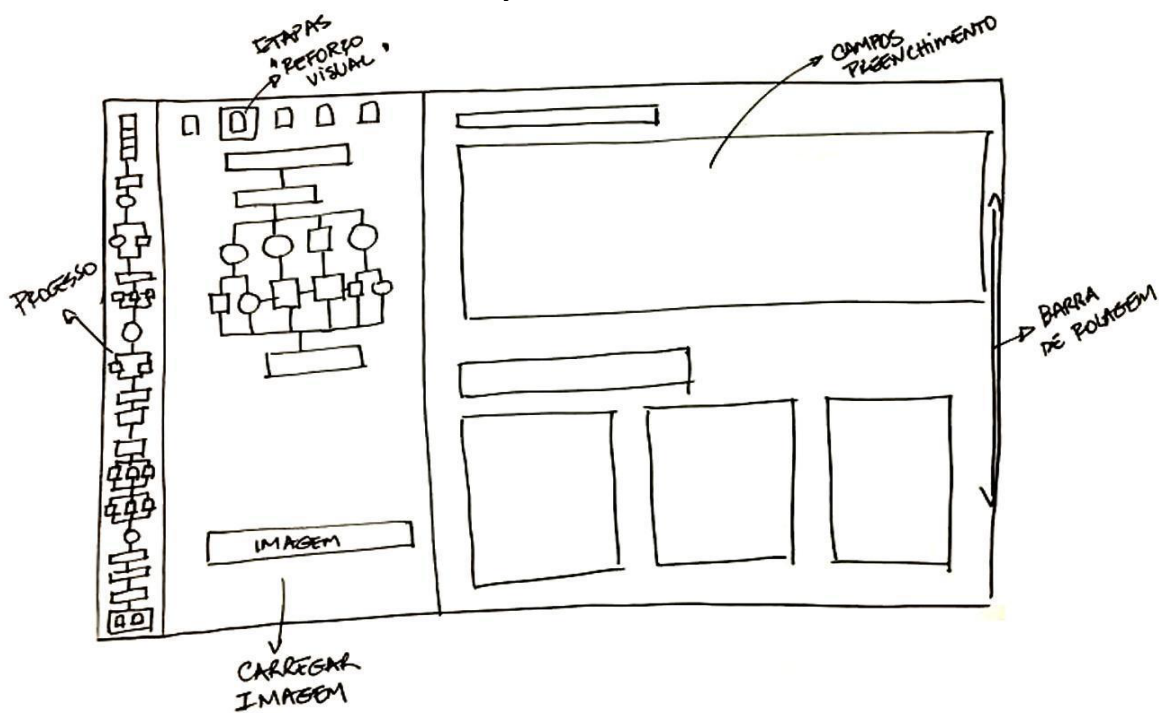 ETAPAS
"REFORÇO
VISUAL"
CAMPOS
PREENCHIMENTO
PROCESSO
BARRA
DE ROLAGEM
IMAGEM
CARREGAR
IMAGEM